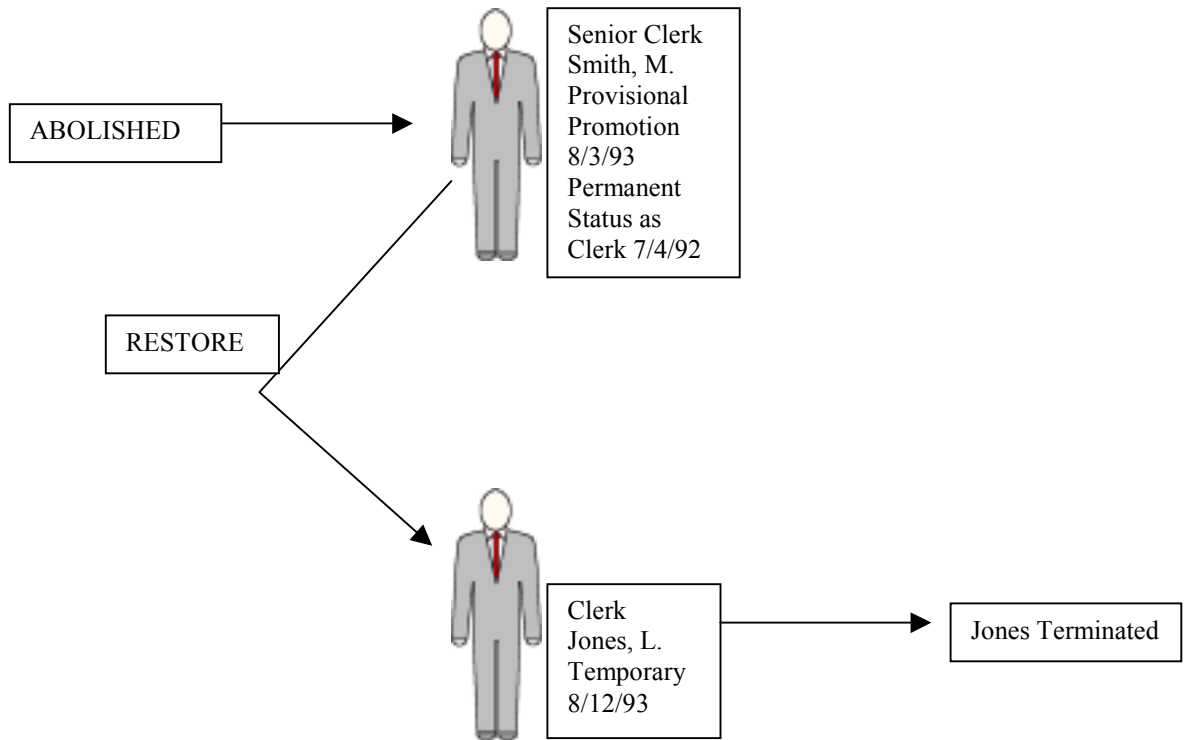 ABOLISHED
Senior Clerk
Smith, M.
Provisional
Promotion
8/3/93
Permanent
Status as
Clerk 7/4/92
RESTORE
Clerk
Jones, L.
Temporary
8/12/93
Jones Terminated